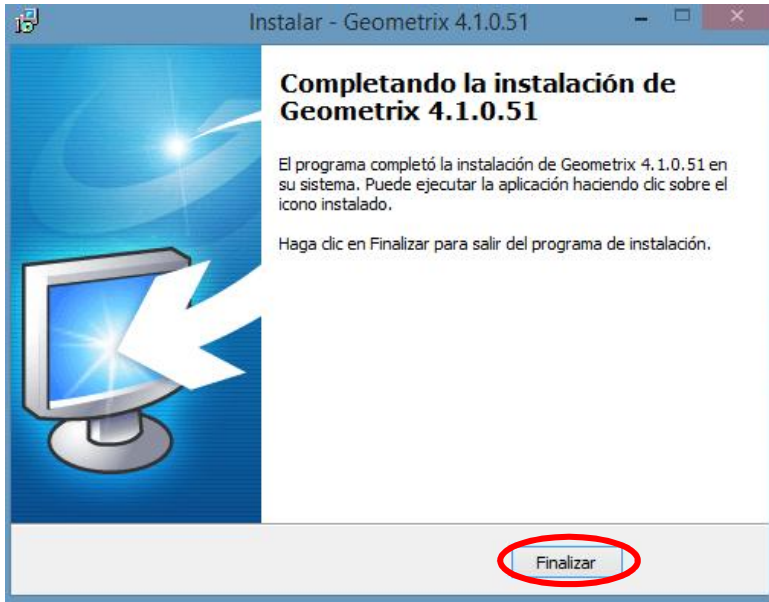 Instalar - Geometrix 4.1.0.51
Completando la instalación de
Geometrix 4.1.0.51
El programa completó la instalación de Geometrix 4.1.0.51 en
su sistema. Puede ejecutar la aplicación haciendo clic sobre el
icono instalado.
Haga clic en Finalizar para salir del programa de instalación.
Finalizar